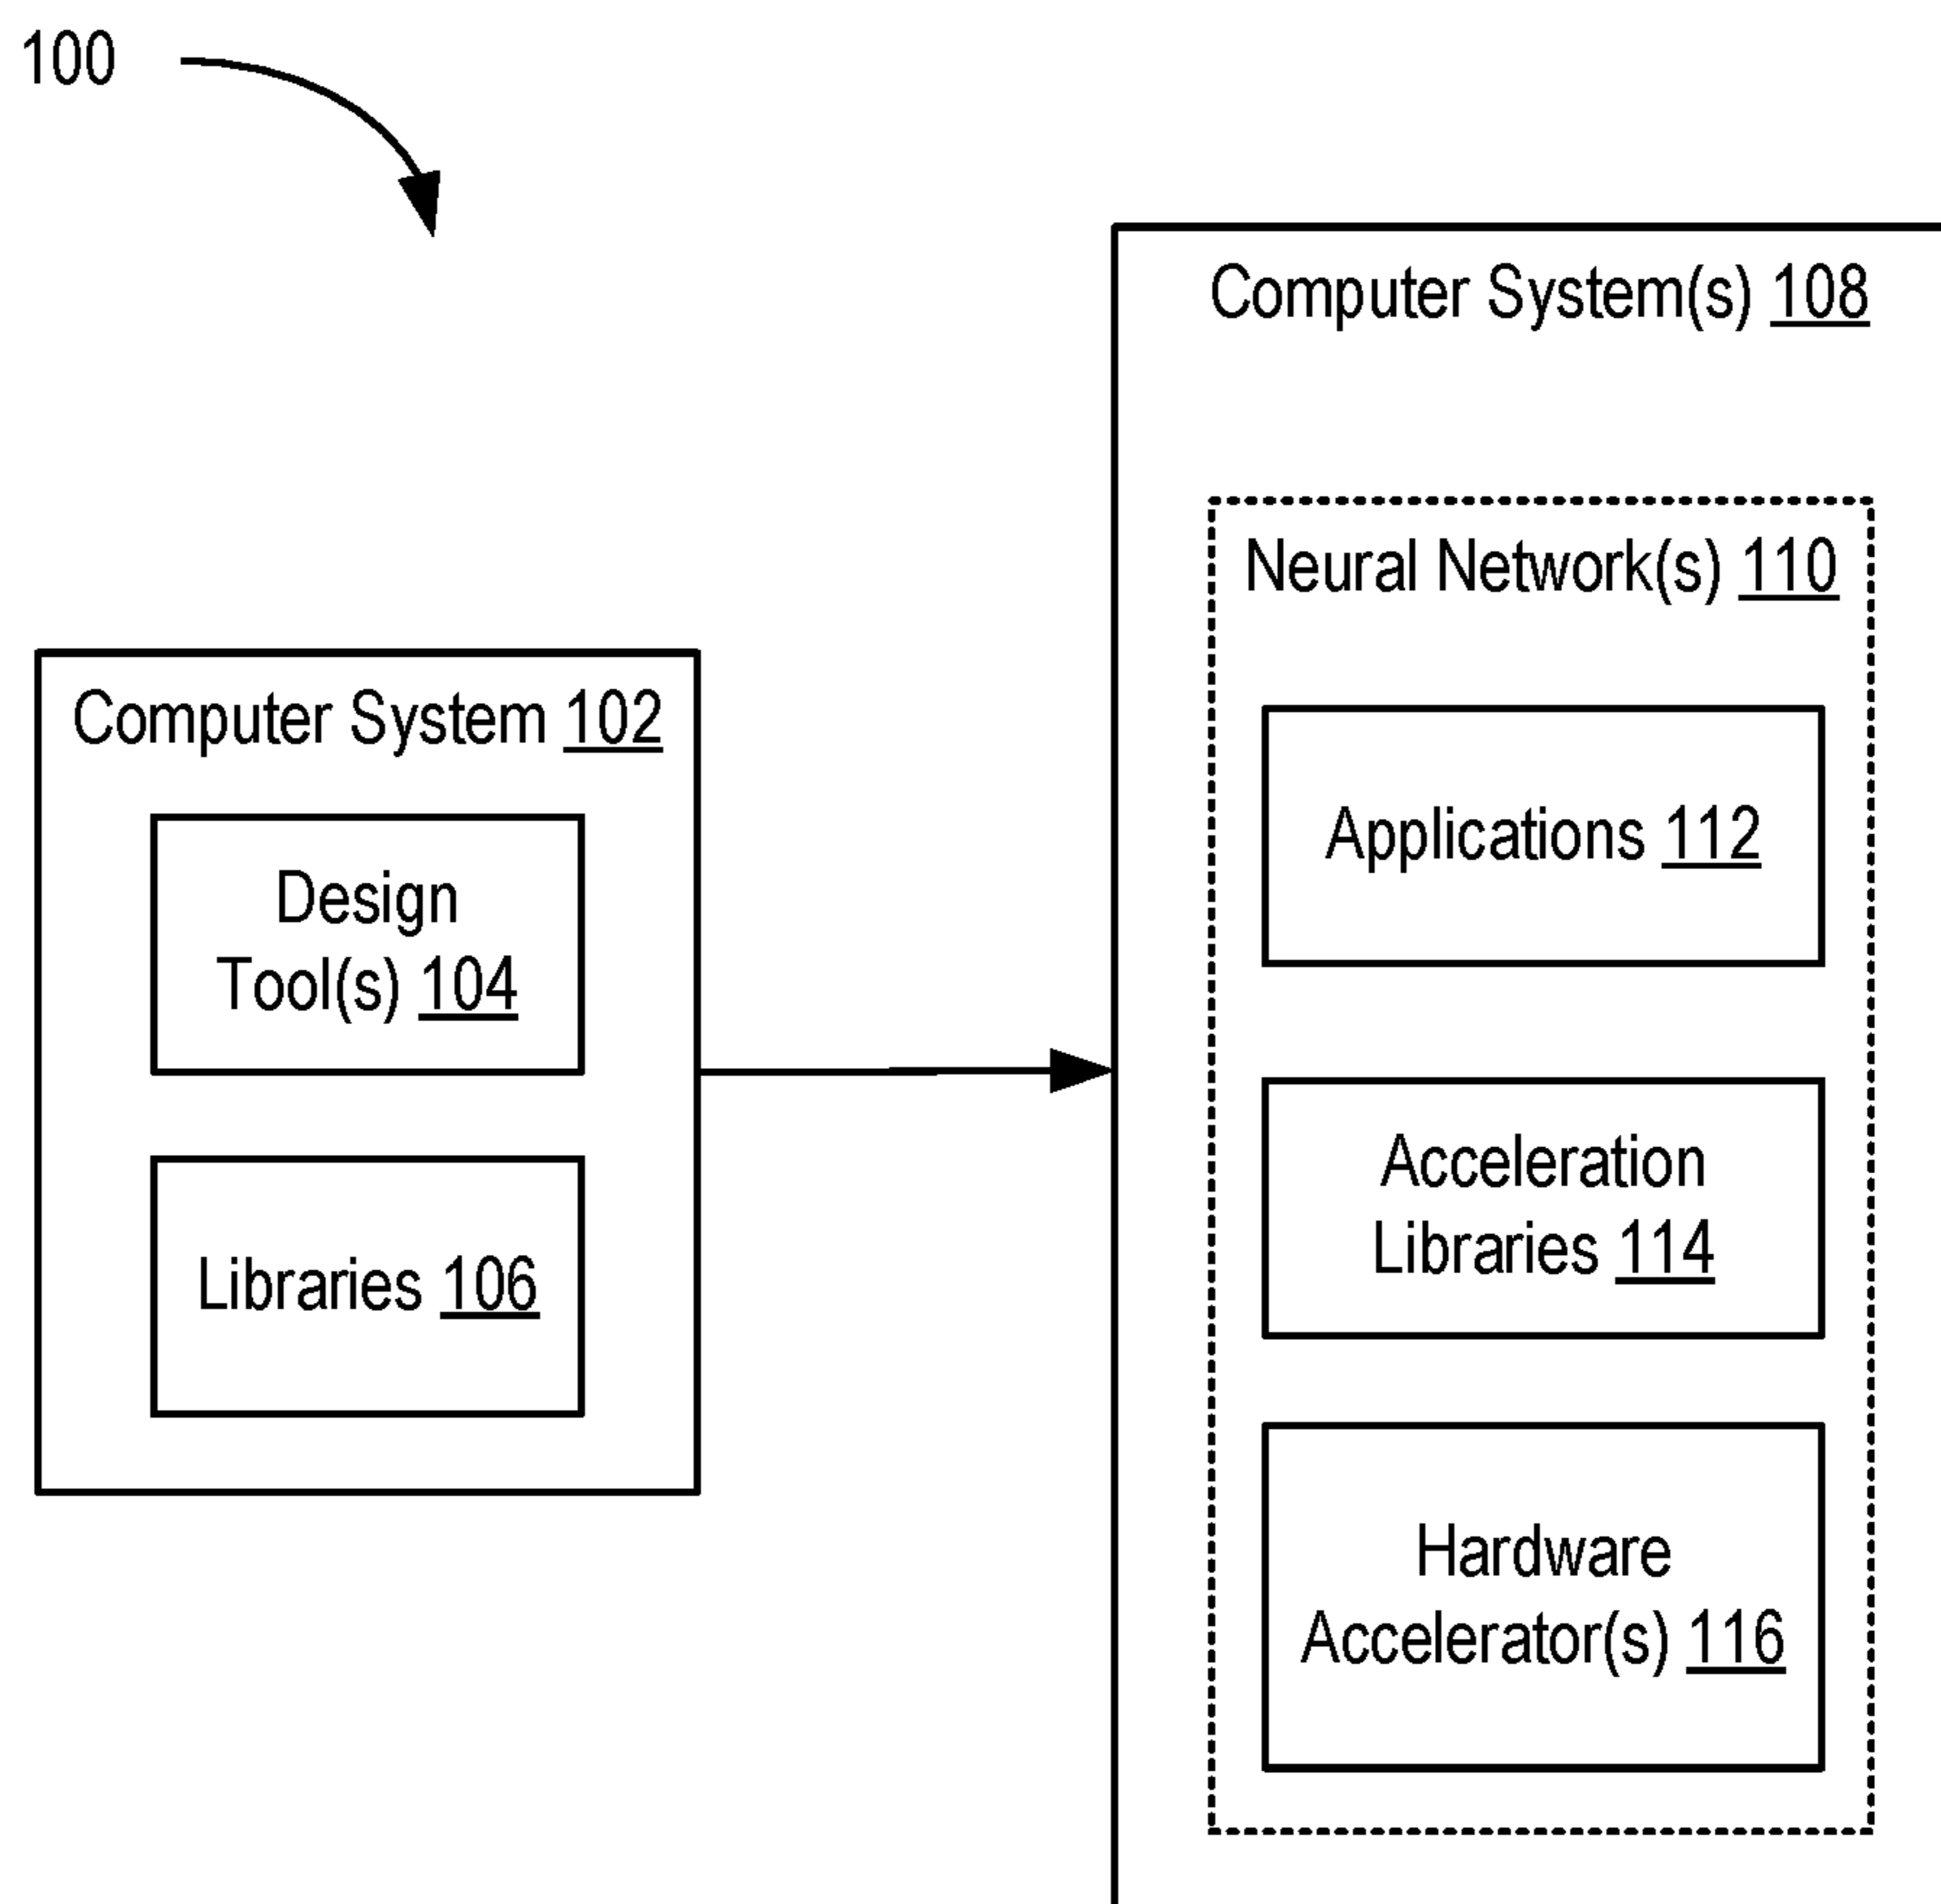 100
Computer System(s) 108
Neural Network(s) 110
Computer System 102
Design
Tool(s) 104
Libraries 106
Applications 112
Acceleration
Libraries 114
Hardware
Accelerator(s) 116